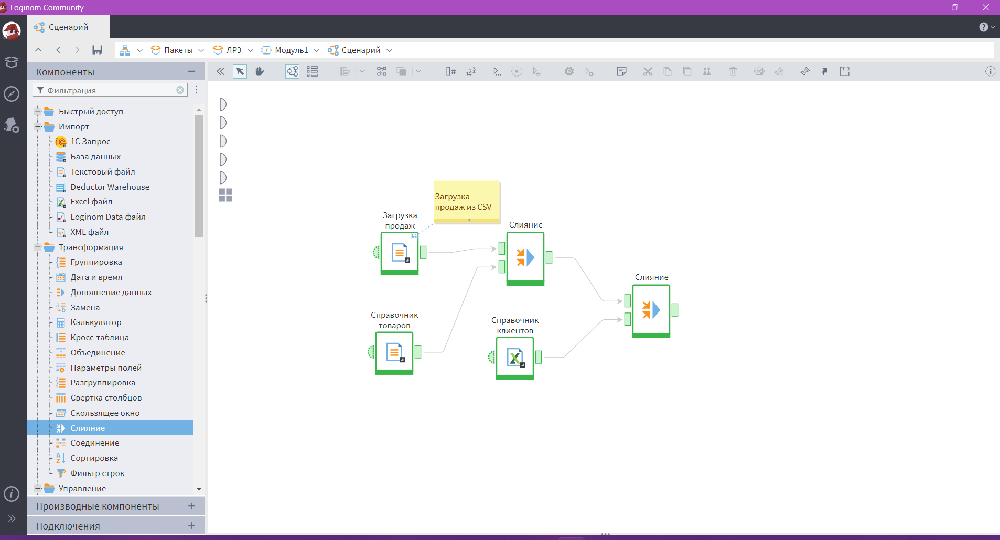 Loginom Community
Сценарий
Пакеты
ЛР3
Модуль1
Сценарий
Компоненты
Фильтрация
Быстрый доступ
Импорт
1С Запрос
База данных
Текстовый файл
Deductor Warehouse
Excel файл
Loginom Data файл
XML файл
Трансформация
Группировка
Дата и время
Дополнение данных
Замена
Калькулятор
Кросс-таблица
Объединение
Параметры полей
Разгруппировка
Свертка столбцов
Скользящее окно
Слияние
Соединение
Сортировка
Фильтр строк
Управление
Производные компоненты
Подключения
Загрузка
продаж из CSV
Загрузка
продаж
Слияние
Слияние
Справочник
товаров
Справочник
клиентов